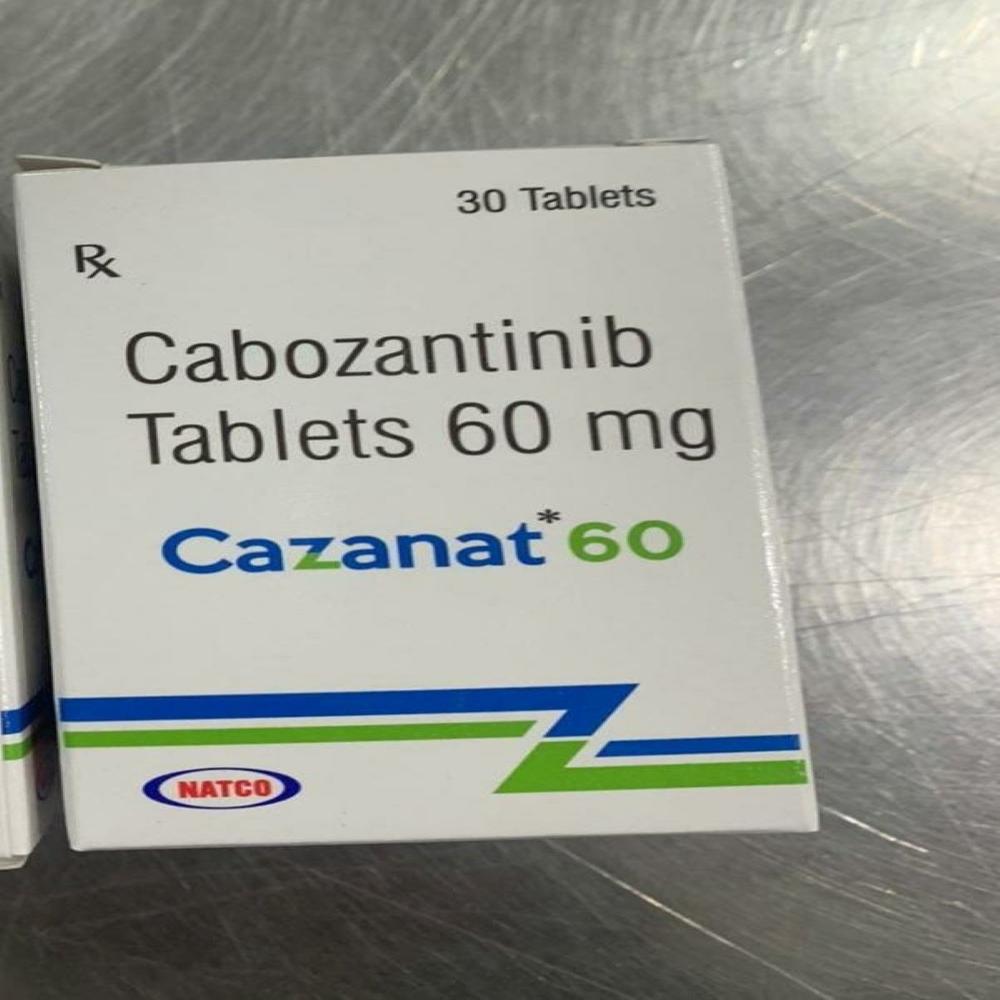 30 Tablets
Rx
Cabozantinib
Tablets 60 mg
Cazanat*60
NATCO